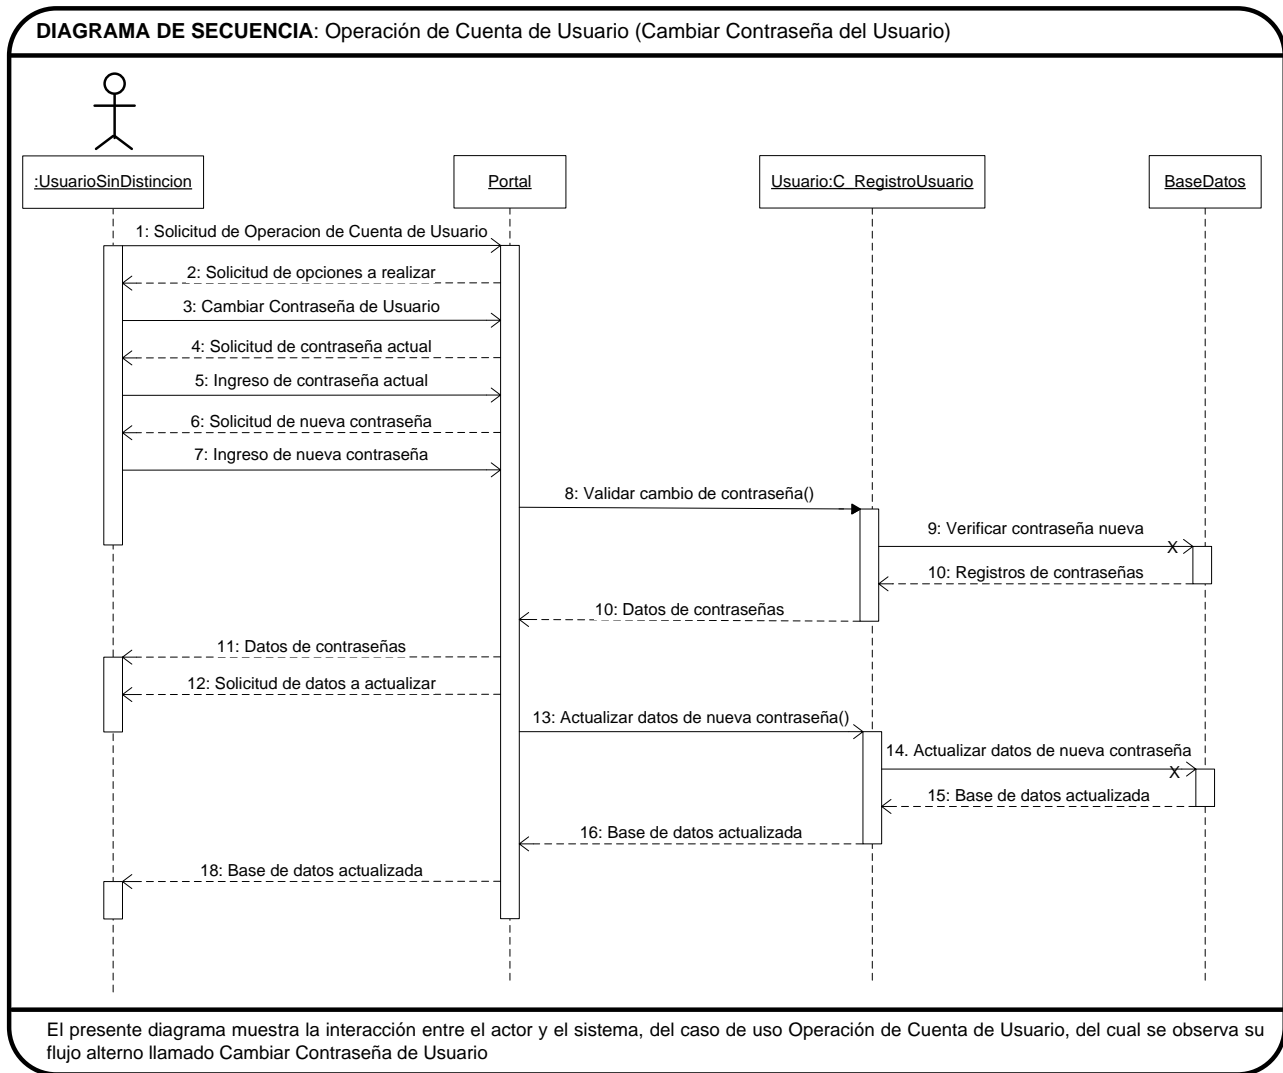 DIAGRAMA DE SECUENCIA: Operación de Cuenta de Usuario (Cambiar Contraseña del Usuario)
:UsuarioSinDistincion
Portal
Usuario:C_RegistroUsuario
BaseDatos
1: Solicitud de Operacion de Cuenta de Usuario
2: Solicitud de opciones a realizar
3: Cambiar Contraseña de Usuario
4: Solicitud de contraseña actual
5: Ingreso de contraseña actual
6: Solicitud de nueva contraseña
7: Ingreso de nueva contraseña
8: Validar cambio de contraseña()
9: Verificar contraseña nueva
X
10: Registros de contraseñas
10: Datos de contraseñas
11: Datos de contraseñas
12: Solicitud de datos a actualizar
13: Actualizar datos de nueva contraseña()
14. Actualizar datos de nueva contraseña
X
15: Base de datos actualizada
16: Base de datos actualizada
18: Base de datos actualizada
El presente diagrama muestra la interacción entre el actor y el sistema, del caso de uso Operación de Cuenta de Usuario, del cual se observa su
flujo alterno llamado Cambiar Contraseña de Usuario